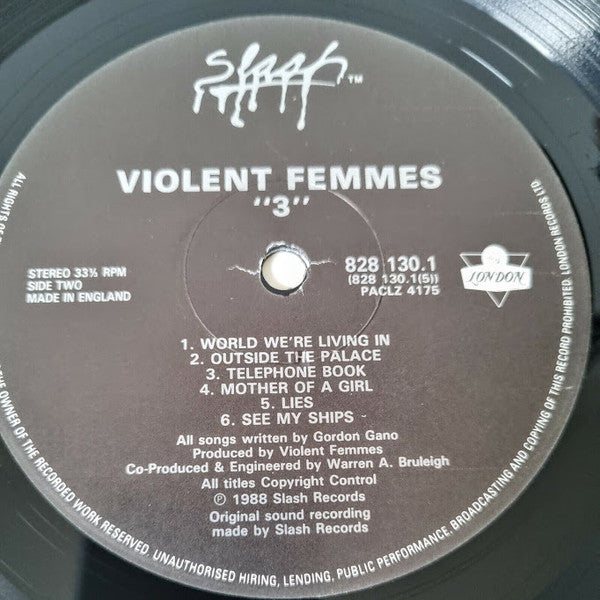 slash ™
VIOLENT FEMMES
"3"
STEREO 33⅓ RPM
SIDE TWO
MADE IN ENGLAND
828 130.1
(828 130.1(5))
PACLZ 4175
LONDON
1. WORLD WE'RE LIVING IN
2. OUTSIDE THE PALACE
3. TELEPHONE BOOK
4. MOTHER OF A GIRL
5. LIES
6. SEE MY SHIPS
All songs written by Gordon Gano
Produced by Violent Femmes
Co-Produced & Engineered by Warren A. Bruleigh
All titles Copyright Control
℗ 1988 Slash Records
Original sound recording
made by Slash Records
ALL RIGHTS OF
THE OWNER OF THE RECORDED WORK RESERVED. UNAUTHORISED HIRING, LENDING, PUBLIC PERFORMANCE, BROADCASTING AND COPYING OF THIS RECORD PROHIBITED. LONDON RECORDS LTD.